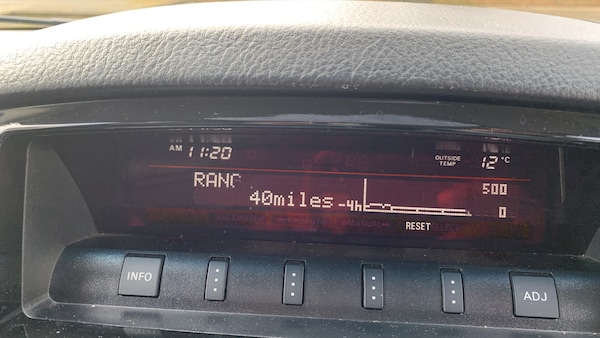 AM 11:20 OUTSIDE TEMP 12°C
RANG 500
40miles -4h 0
RESET
INFO ADJ